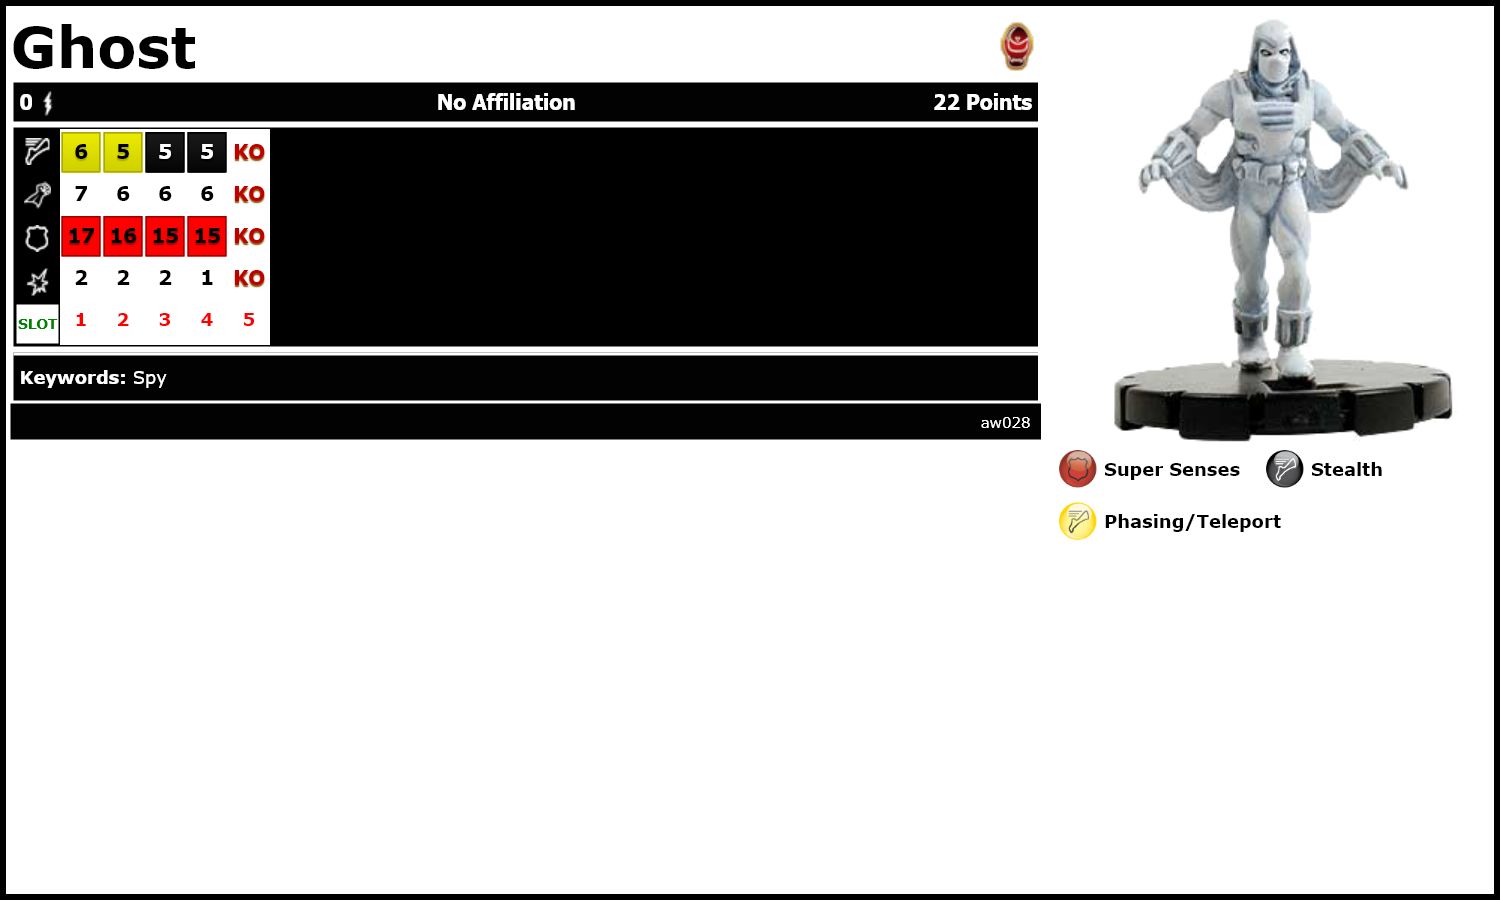 Ghost
0 No Affiliation 22 Points
6 5 5 5 KO
7 6 6 6 KO
17 16 15 15 KO
2 2 2 1 KO
SLOT 1 2 3 4 5
Keywords: Spy
aw028
Super Senses Stealth
Phasing/Teleport